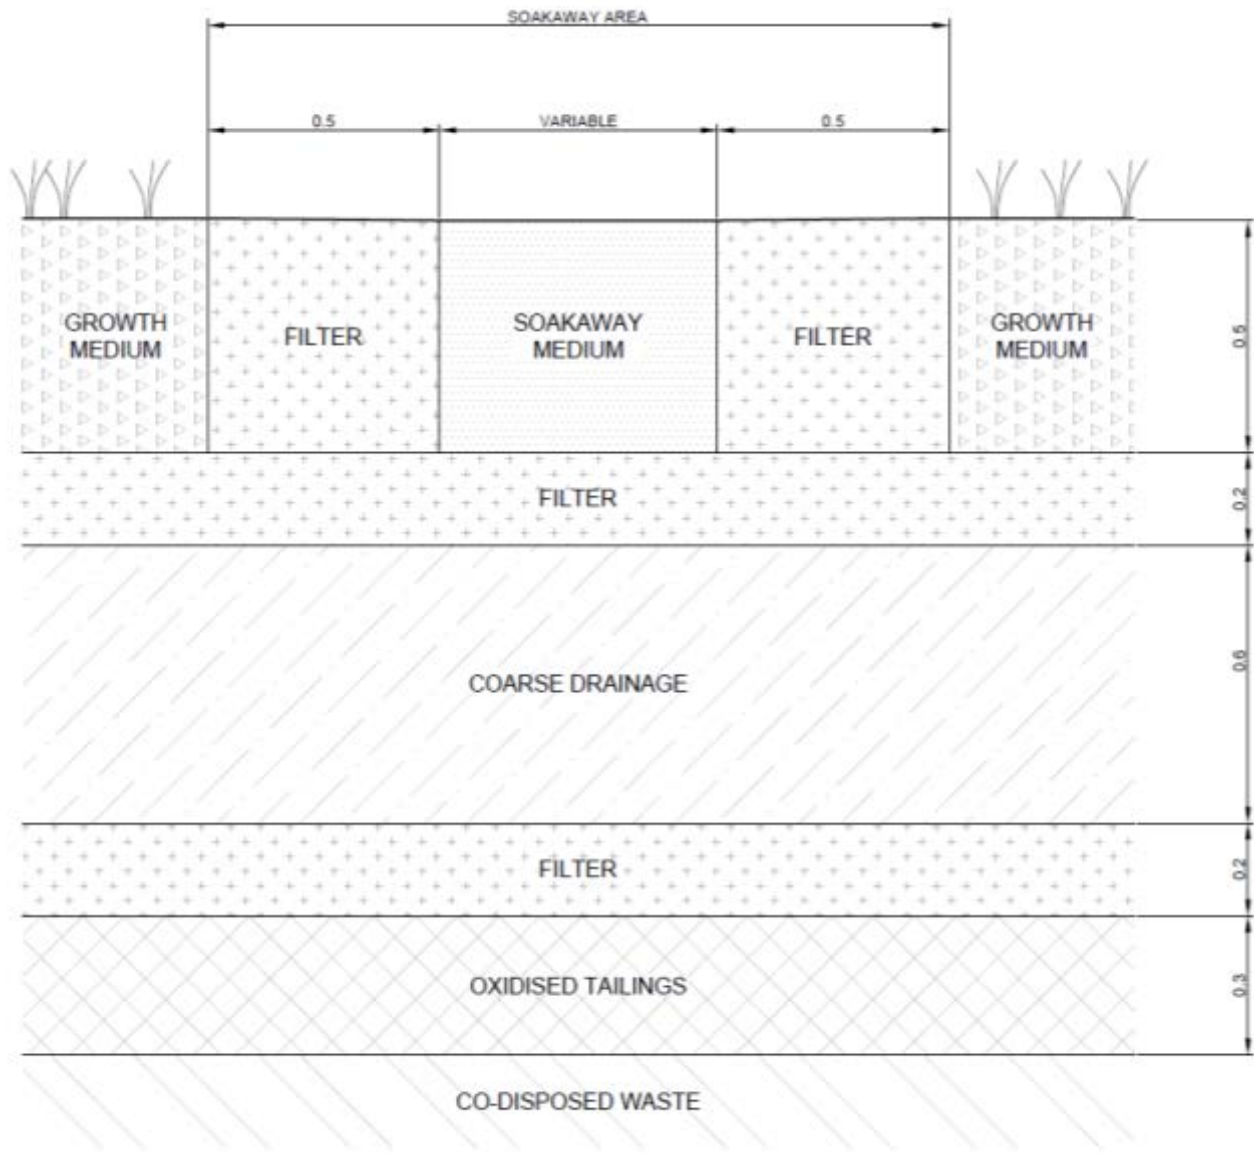 SOAKAWAY AREA
0.5
VARIABLE
0.5
GROWTH
MEDIUM
FILTER
SOAKAWAY
MEDIUM
FILTER
GROWTH
MEDIUM
0.5
FILTER
0.2
COARSE DRAINAGE
0.6
FILTER
0.2
OXIDISED TAILINGS
0.3
CO-DISPOSED WASTE